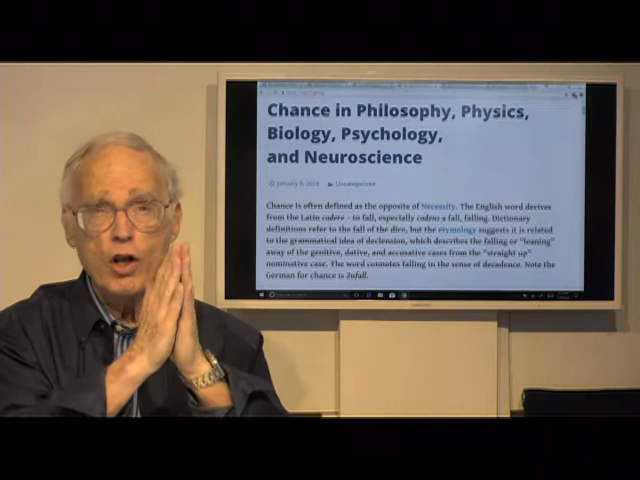 Chance in Philosophy, Physics,
Biology, Psychology,
and Neuroscience
January 9, 2018 Uncategorized
Chance is often defined as the opposite of Necessity. The English word derives
from the Latin cadere – to fall, especially cadens a fall, falling. Dictionary
definitions refer to the fall of the dice, but the etymology suggests it is related
to the grammatical idea of declension, which describes the falling or "leaning"
away of the genitive, dative, and accusative cases from the "straight up"
nominative case. The word connotes falling in the sense of decadence. Note the
German for chance is Zufall.